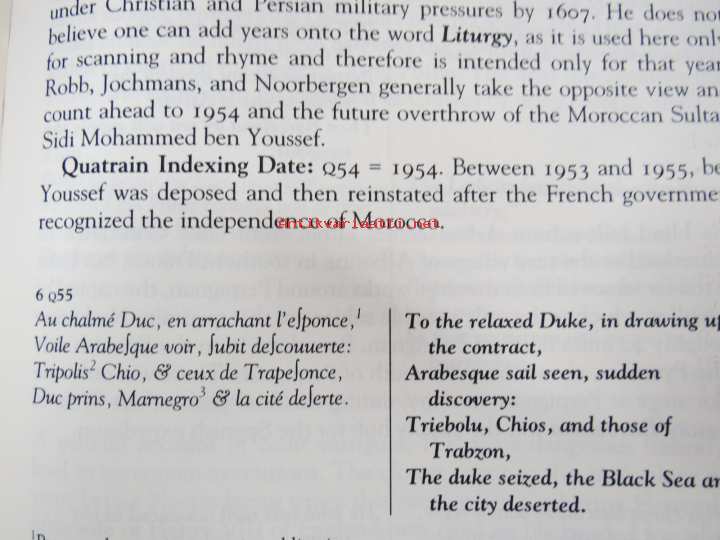 under Christian and Persian military pressures by 1607. He does not
believe one can add years onto the word Liturgy, as it is used here only
for scanning and rhyme and therefore is intended only for that year
Robb, Jochmans, and Noorbergen generally take the opposite view an
count ahead to 1954 and the future overthrow of the Moroccan Sulta
Sidi Mohammed ben Youssef.
Quatrain Indexing Date: Q54 = 1954. Between 1953 and 1955, be
Youssef was deposed and then reinstated after the French governme
recognized the independence of Morocco.
6 Q55
Au chalmé Duc, en arrachant l'eſponce,1
Voile Arabeſque voir, ſubit deſcouuerte:
Tripolis2 Chio, & ceux de Trapeſonce,
Duc prins, Marnegro3 & la cité deſerte.
To the relaxed Duke, in drawing up
the contract,
Arabesque sail seen, sudden
discovery:
Triebolu, Chios, and those of
Trabzon,
The duke seized, the Black Sea an
the city deserted.